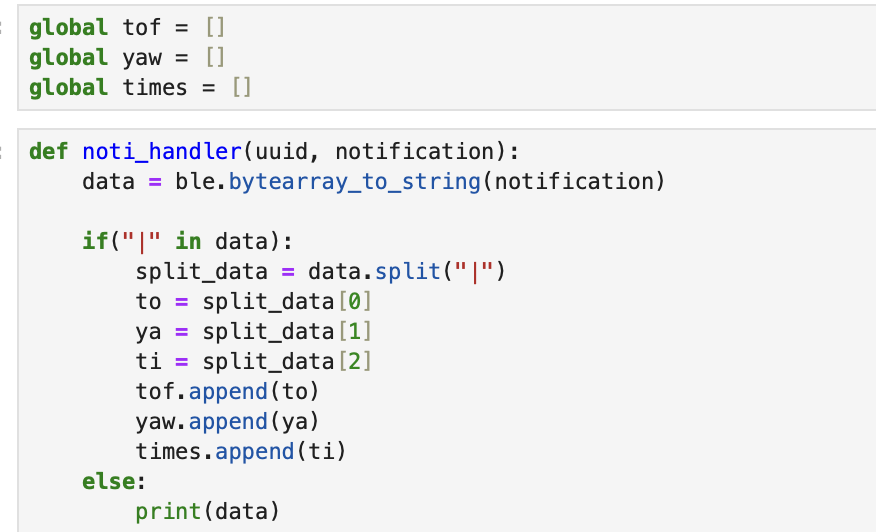 global tof = []
global yaw = []
global times = []
def noti_handler(uuid, notification):
    data = ble.bytearray_to_string(notification)
    if("|" in data):
        split_data = data.split("|")
        to = split_data[0]
        ya = split_data[1]
        ti = split_data[2]
        tof.append(to)
        yaw.append(ya)
        times.append(ti)
    else:
        print(data)